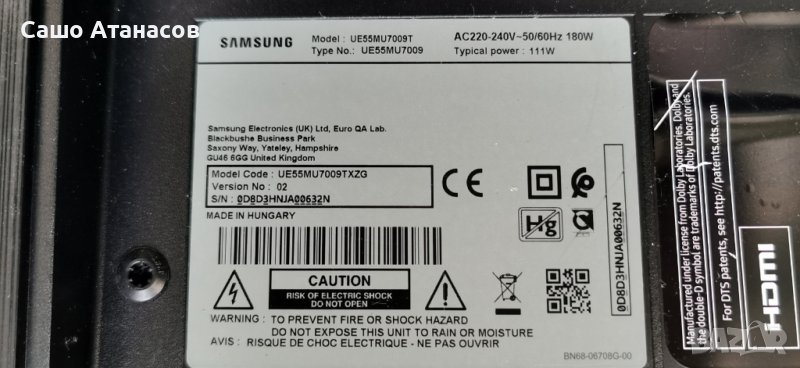 Сашо Атанасов
SAMSUNG
Model : UE55MU7009T
Type No.: UE55MU7009
AC220-240V~50/60Hz 180W
Typical power : 111W
Samsung Electronics (UK) Ltd, Euro QA Lab.
Blackbushe Business Park
Saxony Way, Yateley, Hampshire
GU46 6GG United Kingdom
Model Code : UE55MU7009TXZG
Version No : 02
S/N : 0D8D3HNJA00632N
MADE IN HUNGARY
CE
Hg
0D8D3HNJA00632N
CAUTION
RISK OF ELECTRIC SHOCK
DO NOT OPEN
WARNING : TO PREVENT FIRE OR SHOCK HAZARD
DO NOT EXPOSE THIS UNIT TO RAIN OR MOISTURE
AVIS : RISQUE DE CHOC ELECTRIQUE - NE PAS OUVRIR
BN68-06708G-00
Manufactured under license from Dolby Laboratories. Dolby and
the double-D symbol are trademarks of Dolby Laboratories.
For DTS patents, see http://patents.dts.com.
HDMI
BAZAR